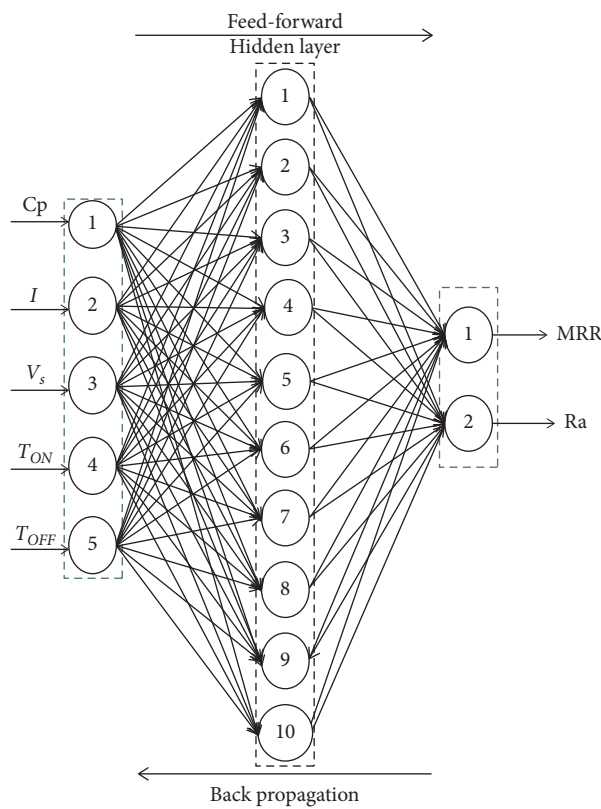 Feed-forward
Hidden layer
Cp
I
V_s
T_ON
T_OFF
1
2
3
4
5
1
2
3
4
5
6
7
8
9
10
1
2
MRR
Ra
Back propagation